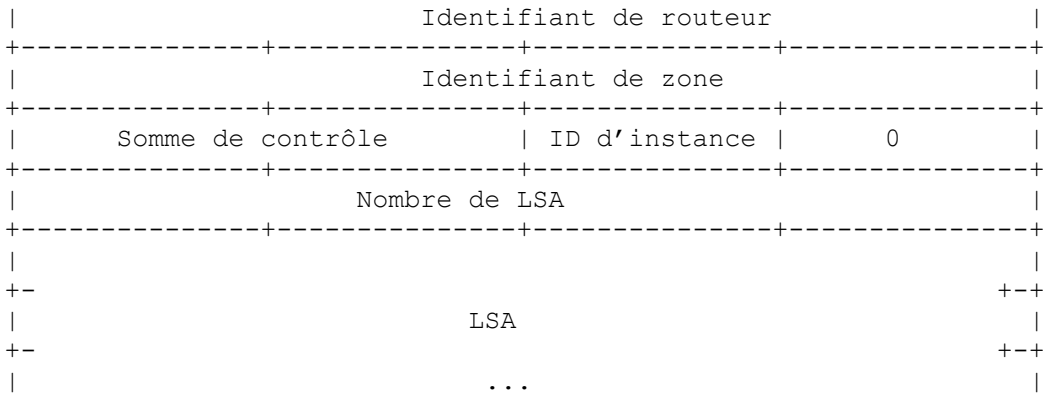 |                         Identifiant de routeur                |
+---------------+---------------+---------------+---------------+
|                         Identifiant de zone                   |
+---------------+---------------+---------------+---------------+
|      Somme de contrôle        | ID d’instance |      0        |
+---------------+---------------+---------------+---------------+
|                     Nombre de LSA                             |
+---------------+---------------+---------------+---------------+
|                                                               |
+-                                                            +-+
|                            LSA                                |
+-                                                            +-+
|                             ...                               |